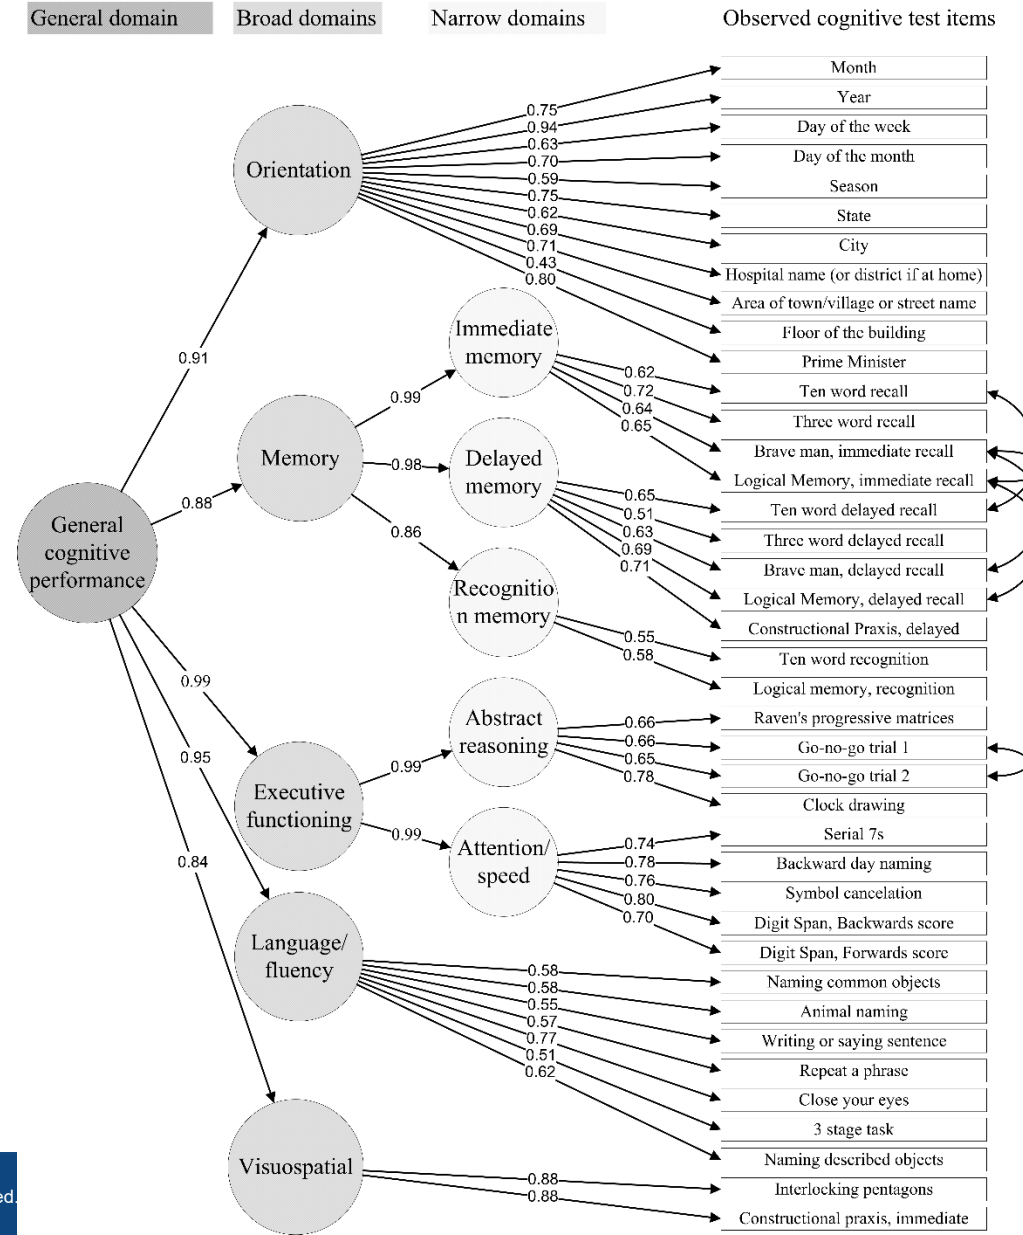 General domain
Broad domains
Narrow domains
Observed cognitive test items
Month
Year
Day of the week
Day of the month
Season
State
City
Hospital name (or district if at home)
Area of town/village or street name
Floor of the building
Prime Minister
Ten word recall
Three word recall
Brave man, immediate recall
Logical Memory, immediate recall
Ten word delayed recall
Three word delayed recall
Brave man, delayed recall
Logical Memory, delayed recall
Constructional Praxis, delayed
Ten word recognition
Logical memory, recognition
Raven's progressive matrices
Go-no-go trial 1
Go-no-go trial 2
Clock drawing
Serial 7s
Backward day naming
Symbol cancelation
Digit Span, Backwards score
Digit Span, Forwards score
Naming common objects
Animal naming
Writing or saying sentence
Repeat a phrase
Close your eyes
3 stage task
Naming described objects
Interlocking pentagons
Constructional praxis, immediate
Orientation
0.75
0.94
0.63
0.70
0.59
0.75
0.62
0.69
0.71
0.43
0.80
Immediate
memory
0.62
0.72
0.64
0.65
0.91
0.99
Memory
0.98
Delayed
memory
0.65
0.51
0.63
0.69
0.71
0.88
0.86
General
cognitive
performance
Recognitio
n memory
0.55
0.58
0.99
Abstract
reasoning
0.66
0.66
0.65
0.78
0.95
0.99
Executive
functioning
0.99
Attention/
speed
0.74
0.78
0.76
0.80
0.70
0.84
Language/
fluency
0.58
0.58
0.55
0.57
0.77
0.51
0.62
Visuospatial
0.88
0.88
ed.